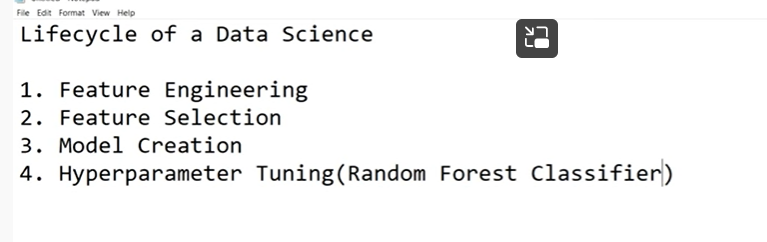 File Edit Format View Help
Lifecycle of a Data Science
1. Feature Engineering
2. Feature Selection
3. Model Creation
4. Hyperparameter Tuning(Random Forest Classifier)